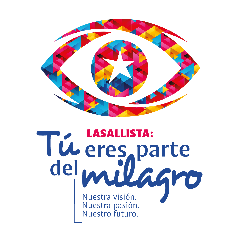 LASALLISTA:
Tú eres parte
del milagro
Nuestra visión.
Nuestra pasión.
Nuestro futuro.